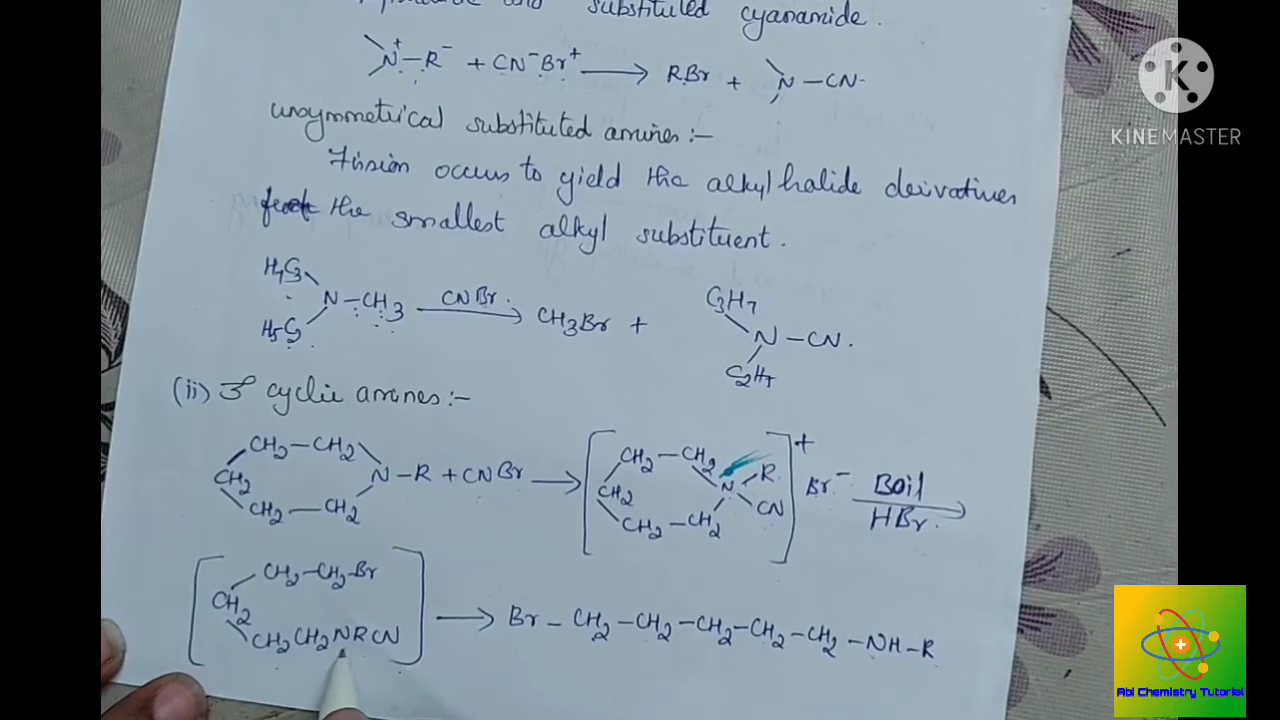 and substituted cyanamide.
N⁺–R⁻ + CN⁻Br⁺ ⟶ RBr + N–CN.
unsymmetrical substituted amines:–
Fission occurs to yield the alkyl halide derivatives
the smallest alkyl substituent.
H₇C₃
H₅C₂
N–CH₃ CNBr. ⟶ CH₃Br +
C₃H₇
N–CN.
C₂H₇
(ii) 3° cyclic amines:–
CH₂–CH₂
CH₂ N–R + CNBr ⟶
CH₂–CH₂
[CH₂–CH₂
CH₂ N R
CN
CH₂–CH₂]⁺ Br⁻ Boil
HBr.
[CH₂–CH₂Br
CH₂
CH₂CH₂NRCN] ⟶ Br–CH₂–CH₂–CH₂–CH₂–CH₂–NH–R
K
KINEMASTER
Abi Chemistry Tutorial